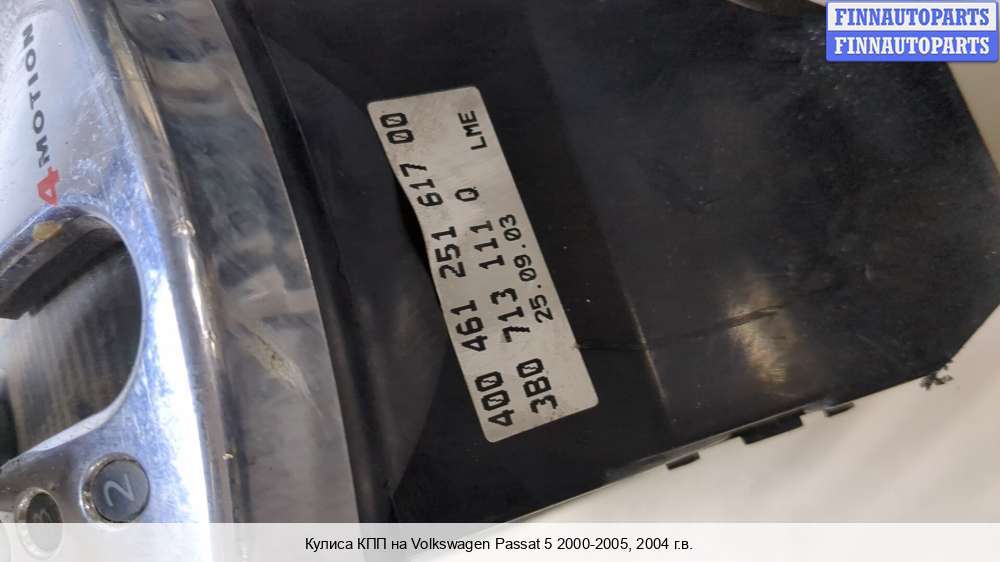 FINNAUTOPARTS
FINNAUTOPARTS
4MOTION
400 461 251 617 00
3B0 713 111 Q LME
25.09.03
2
3
Кулиса КПП на Volkswagen Passat 5 2000-2005, 2004 г.в.